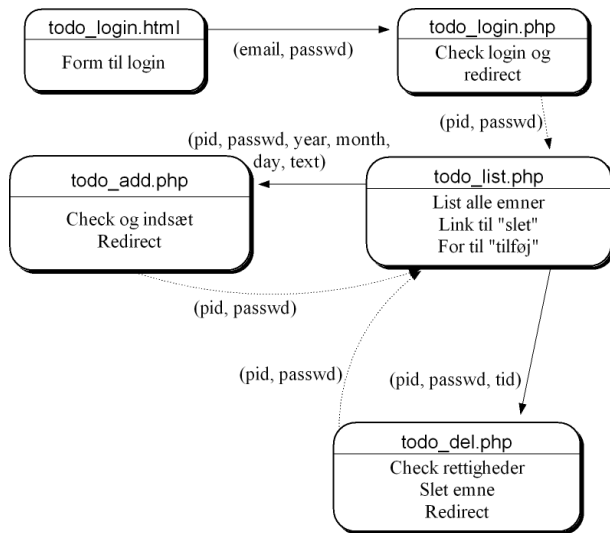 todo_login.html
Form til login
(email, passwd)
todo_login.php
Check login og
redirect
(pid, passwd)
(pid, passwd, year, month,
day, text)
todo_add.php
Check og indsæt
Redirect
todo_list.php
List alle emner
Link til "slet"
For til "tilføj"
(pid, passwd)
(pid, passwd)
(pid, passwd, tid)
todo_del.php
Check rettigheder
Slet emne
Redirect